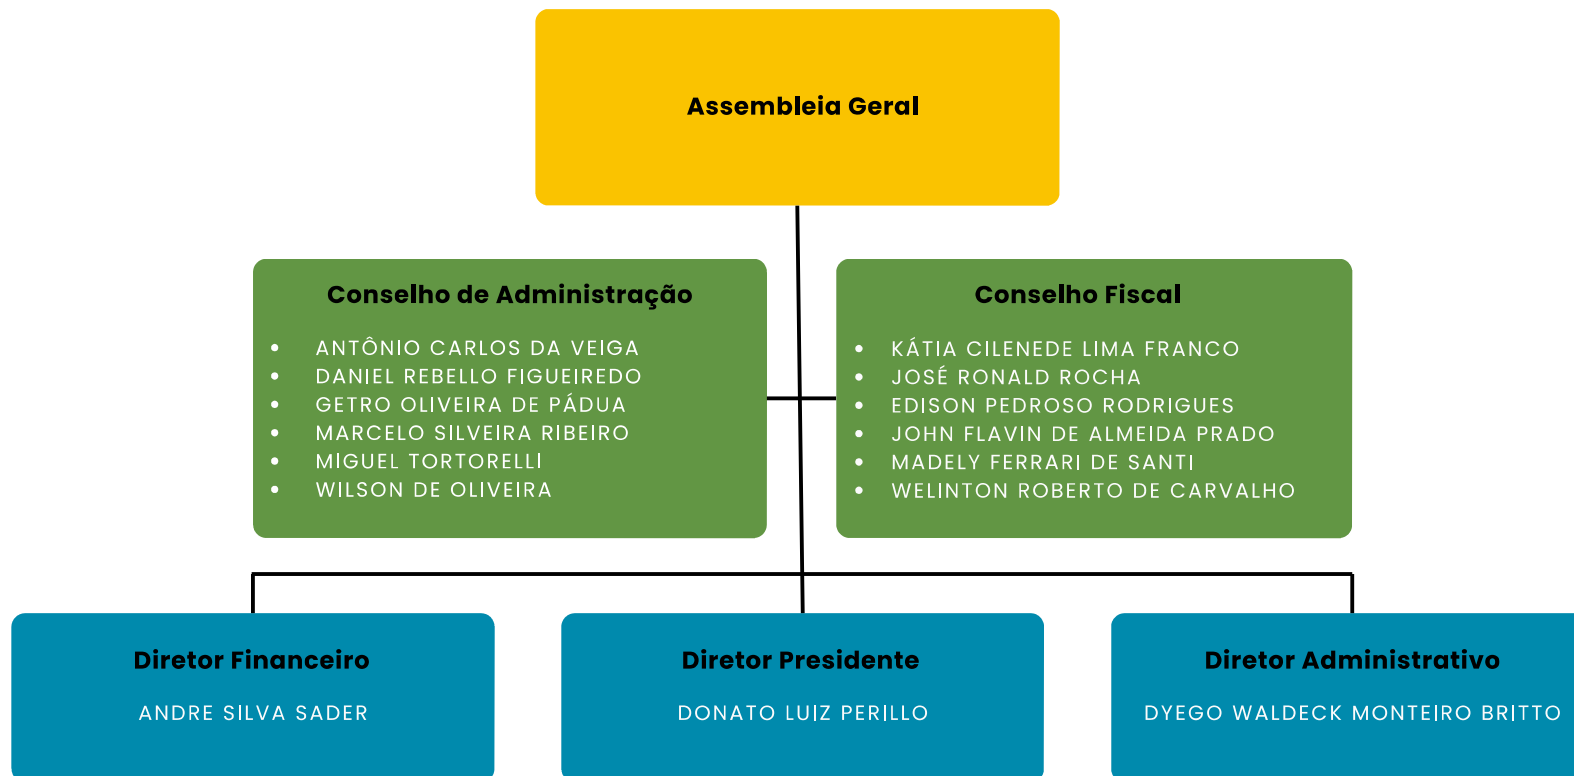 Assembleia Geral
Conselho de Administração
• ANTÔNIO CARLOS DA VEIGA
• DANIEL REBELLO FIGUEIREDO
• GETRO OLIVEIRA DE PÁDUA
• MARCELO SILVEIRA RIBEIRO
• MIGUEL TORTORELLI
• WILSON DE OLIVEIRA
Conselho Fiscal
• KÁTIA CILENEDE LIMA FRANCO
• JOSÉ RONALD ROCHA
• EDISON PEDROSO RODRIGUES
• JOHN FLAVIN DE ALMEIDA PRADO
• MADELY FERRARI DE SANTI
• WELINTON ROBERTO DE CARVALHO
Diretor Financeiro
ANDRE SILVA SADER
Diretor Presidente
DONATO LUIZ PERILLO
Diretor Administrativo
DYEGO WALDECK MONTEIRO BRITTO